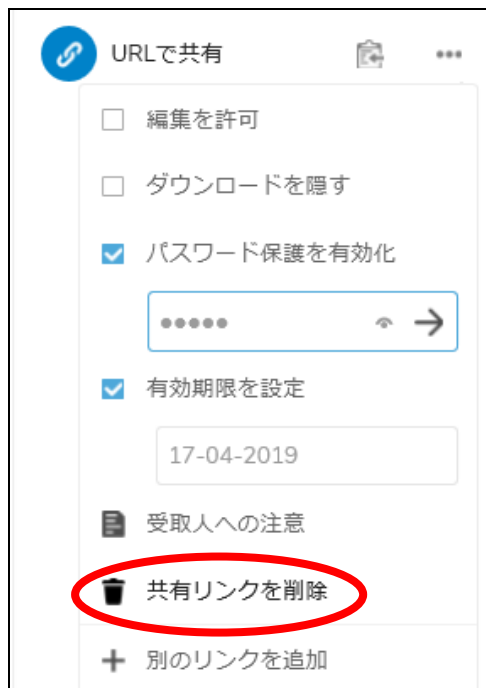 URLで共有
編集を許可
ダウンロードを隠す
パスワード保護を有効化
●●●●●
有効期限を設定
17-04-2019
受取人への注意
共有リンクを削除
別のリンクを追加